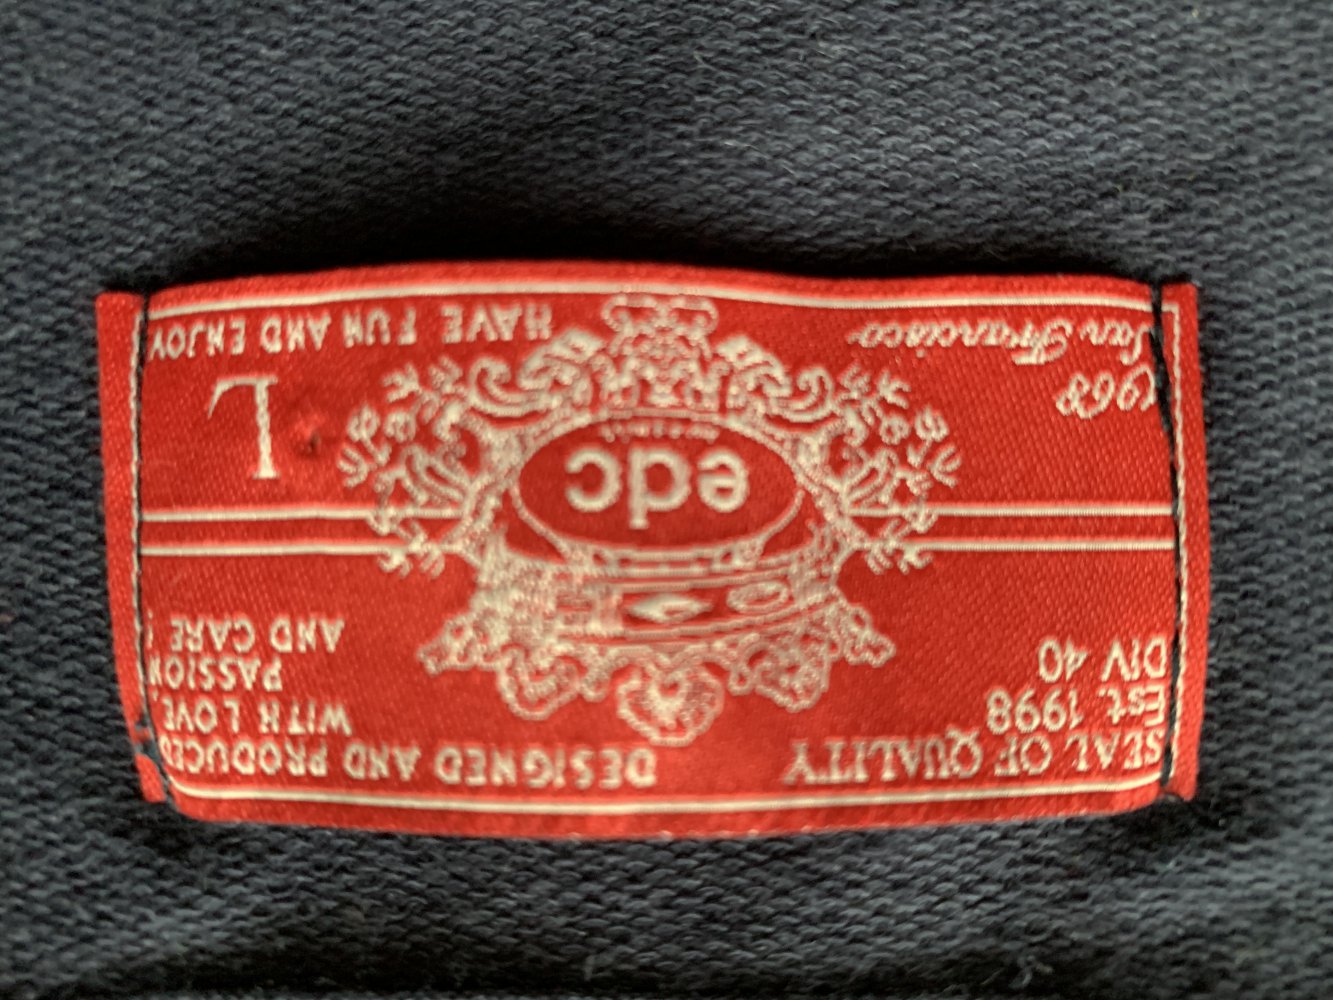 SEAL OF QUALITY
Est. 1998
DIV 40
DESIGNED AND PRODUCED
WITH LOVE,
PASSION
AND CARE !
edc
L
1968
San Francisco
HAVE FUN AND ENJOY